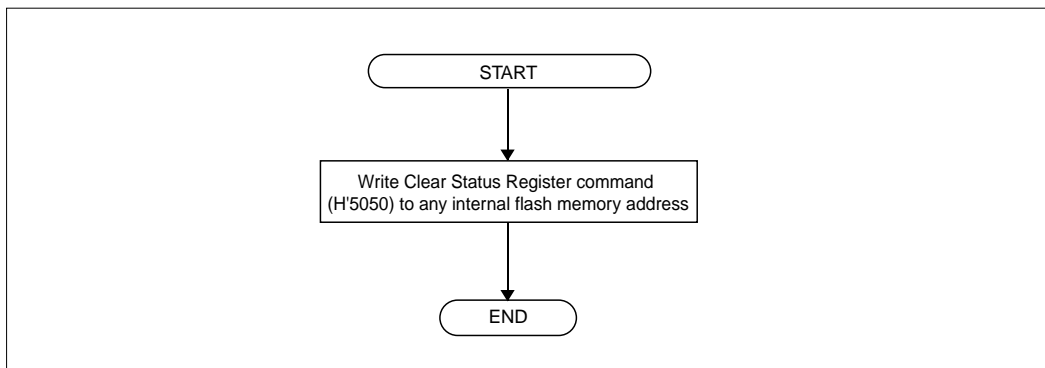 START
Write Clear Status Register command
(H'5050) to any internal flash memory address
END